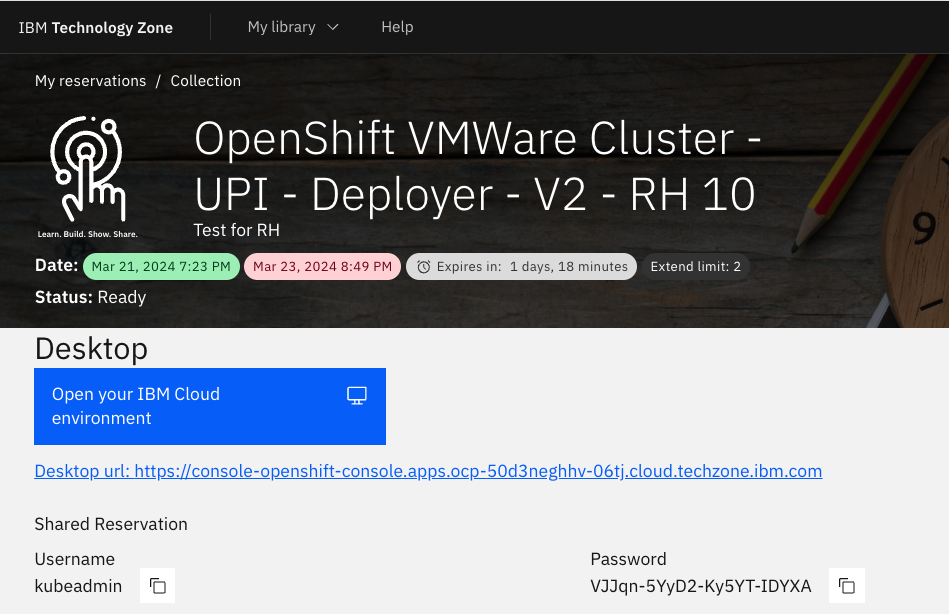 IBM Technology Zone
My library
Help
My reservations / Collection
OpenShift VMWare Cluster -
UPI - Deployer - V2 - RH 10
Test for RH
Learn. Build. Show. Share.
Date: Mar 21, 2024 7:23 PM Mar 23, 2024 8:49 PM Expires in: 1 days, 18 minutes Extend limit: 2
Status: Ready
9
Desktop
Open your IBM Cloud
environment
Desktop url: https://console-openshift-console.apps.ocp-50d3neghhv-06tj.cloud.techzone.ibm.com
Shared Reservation
Username
kubeadmin
Password
VJJqn-5YyD2-Ky5YT-IDYXA